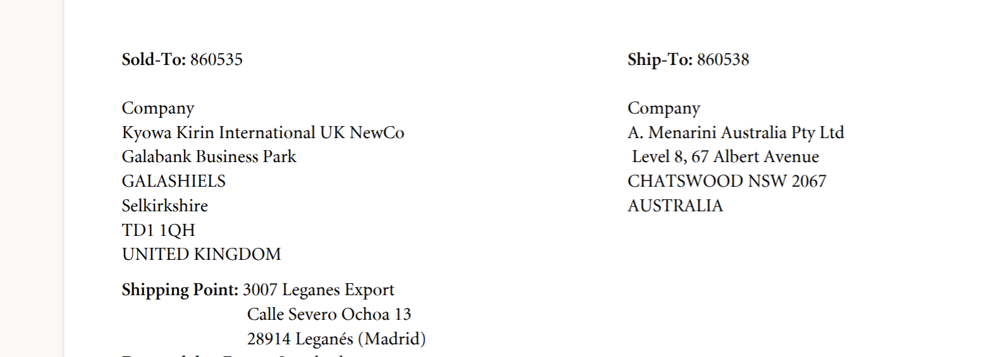 Sold-To: 860535
Company
Kyowa Kirin International UK NewCo
Galabank Business Park
GALASHIELS
Selkirkshire
TD1 1QH
UNITED KINGDOM
Ship-To: 860538
Company
A. Menarini Australia Pty Ltd
Level 8, 67 Albert Avenue
CHATSWOOD NSW 2067
AUSTRALIA
Shipping Point: 3007 Leganes Export
Calle Severo Ochoa 13
28914 Leganés (Madrid)